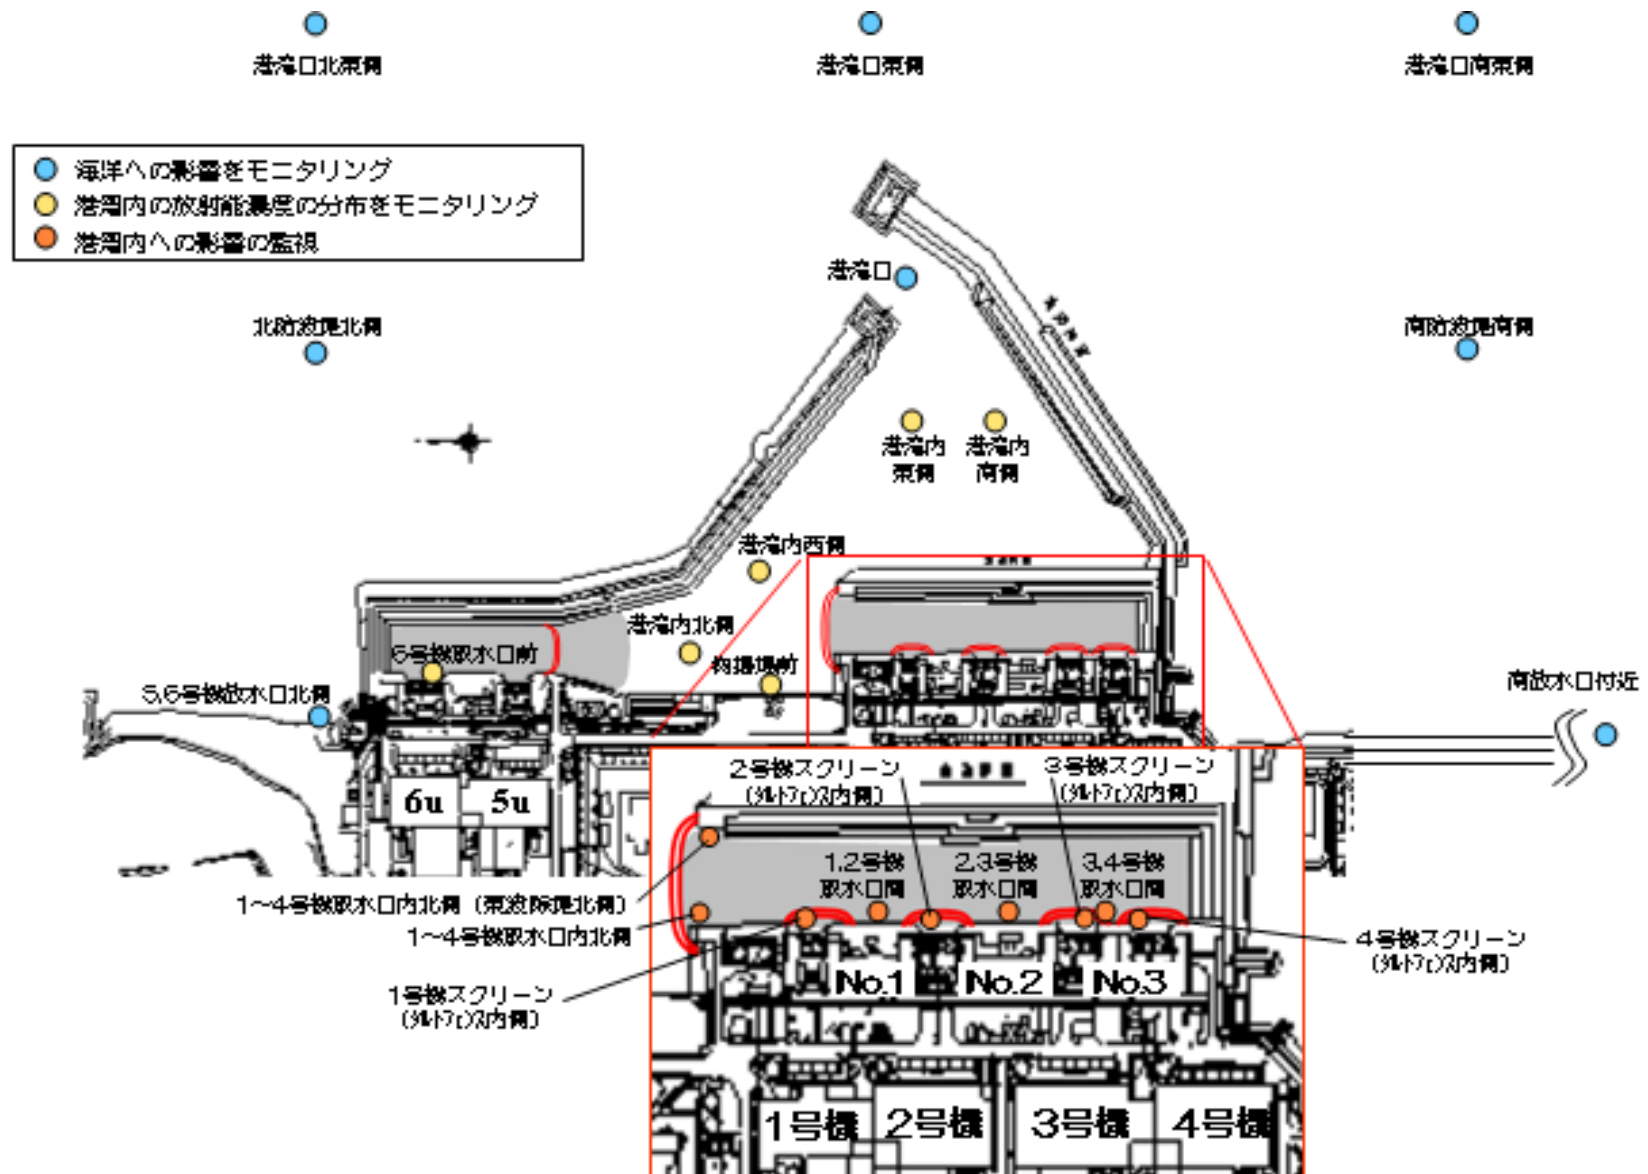 港湾口北東側
港湾口東側
港湾口南東側
海洋への影響をモニタリング
港湾内の放射能濃度の分布をモニタリング
港湾内への影響の監視
港湾口
北防波堤北側
南防波堤南側
港湾内
東側
港湾内
南側
港湾内西側
港湾内北側
6号機取水口前
物揚場前
5,6号機放水口北側
南放水口付近
6u
5u
2号機スクリーン
(シルトフェンス内側)
3号機スクリーン
(シルトフェンス内側)
1,2号機
取水口間
2,3号機
取水口間
3,4号機
取水口間
1～4号機取水口内北側（東波除堤北側）
1～4号機取水口内北側
1号機スクリーン
(シルトフェンス内側)
4号機スクリーン
(シルトフェンス内側)
No.1
No.2
No.3
1号機
2号機
3号機
4号機